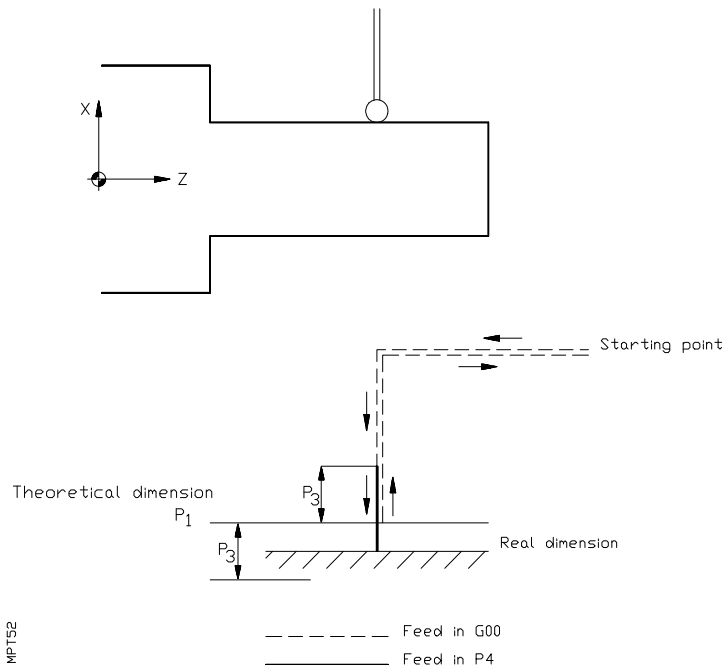 X
Z
Starting point
P3
Theoretical dimension
P1
P3
Real dimension
Feed in G00
Feed in P4
MPT52